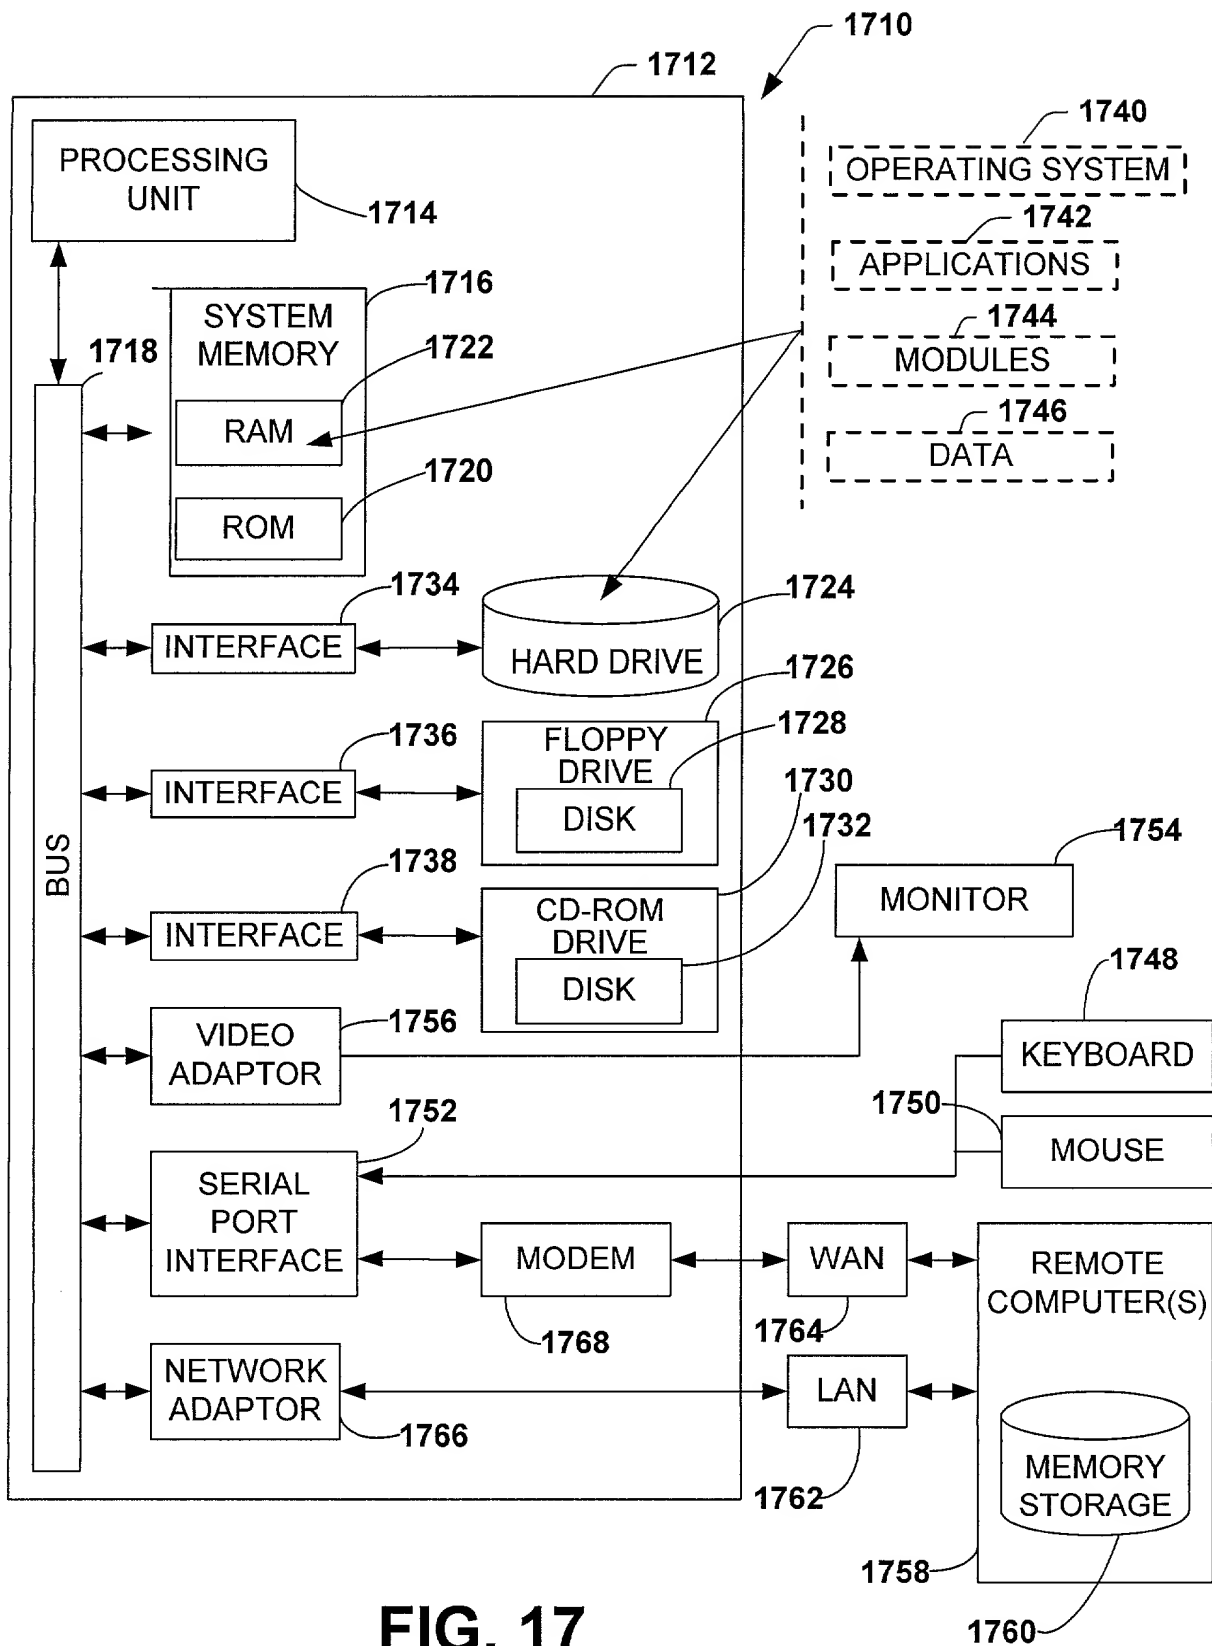 1710
1712
PROCESSING
UNIT
1714
1740
OPERATING SYSTEM
1742
APPLICATIONS
1744
MODULES
1746
DATA
1716
SYSTEM
MEMORY
1718
1722
RAM
1720
ROM
BUS
1734
INTERFACE
1724
HARD DRIVE
1726
1736
INTERFACE
FLOPPY
DRIVE
1728
DISK
1730
1732
1738
INTERFACE
CD-ROM
DRIVE
DISK
1754
MONITOR
1756
VIDEO
ADAPTOR
1748
KEYBOARD
1750
MOUSE
1752
SERIAL
PORT
INTERFACE
MODEM
1768
WAN
1764
REMOTE
COMPUTER(S)
NETWORK
ADAPTOR
1766
LAN
1762
MEMORY
STORAGE
1758
1760
FIG. 17